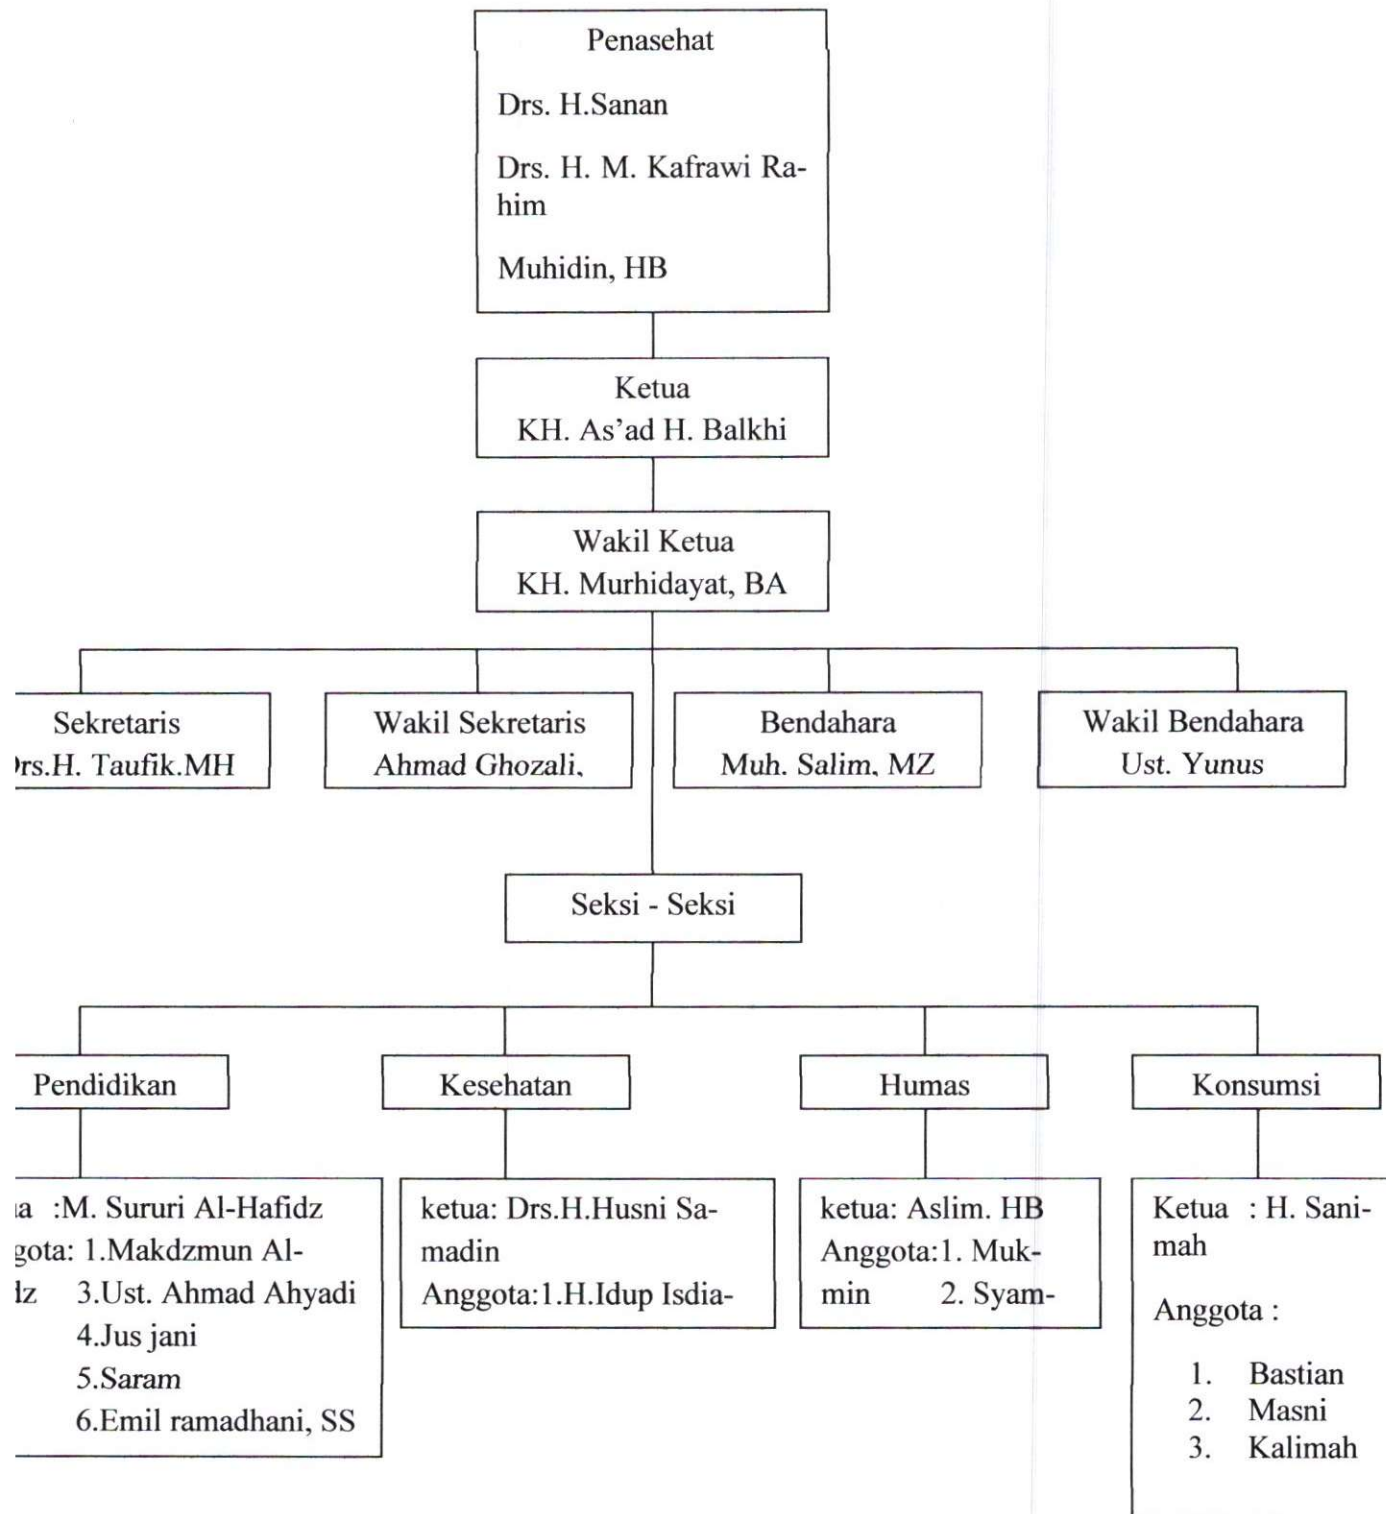 Penasehat
Drs. H.Sanan
Drs. H. M. Kafrawi Ra-
him
Muhidin, HB
Ketua
KH. As’ad H. Balkhi
Wakil Ketua
KH. Murhidayat, BA
Sekretaris
rs.H. Taufik.MH
Wakil Sekretaris
Ahmad Ghozali,
Bendahara
Muh. Salim, MZ
Wakil Bendahara
Ust. Yunus
Seksi - Seksi
Pendidikan
Kesehatan
Humas
Konsumsi
a :M. Sururi Al-Hafidz
gota: 1.Makdzmun Al-
dz 3.Ust. Ahmad Ahyadi
4.Jus jani
5.Saram
6.Emil ramadhani, SS
ketua: Drs.H.Husni Sa-
madin
Anggota:1.H.Idup Isdia-
ketua: Aslim. HB
Anggota:1. Muk-
min 2. Syam-
Ketua : H. Sani-
mah
Anggota :
1. Bastian
2. Masni
3. Kalimah